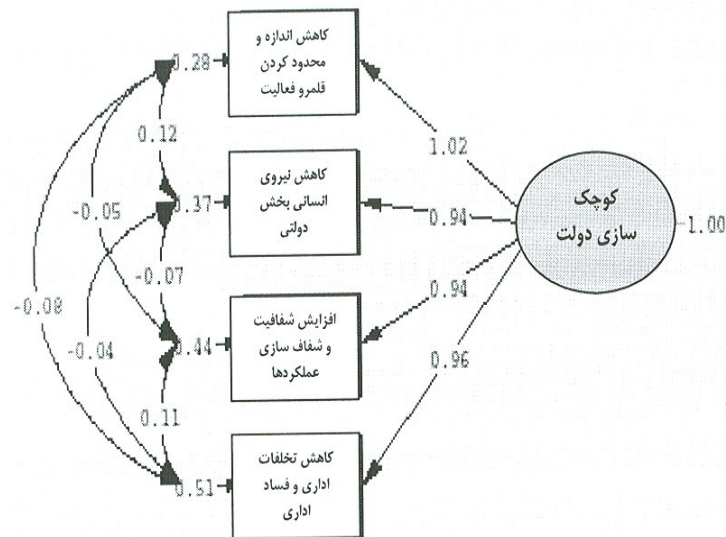 0.28
کاهش اندازه و
محدود کردن
قلمرو فعالیت
0.12
1.02
کاهش نیروی
انسانی بخش
دولتی
0.37
0.94
کوچک
سازی دولت
1.00
-0.05
-0.07
-0.08
-0.04
0.94
افزایش شفافیت
و شفاف سازی
عملکردها
0.44
0.96
0.11
کاهش تخلفات
اداری و فساد
اداری
0.51